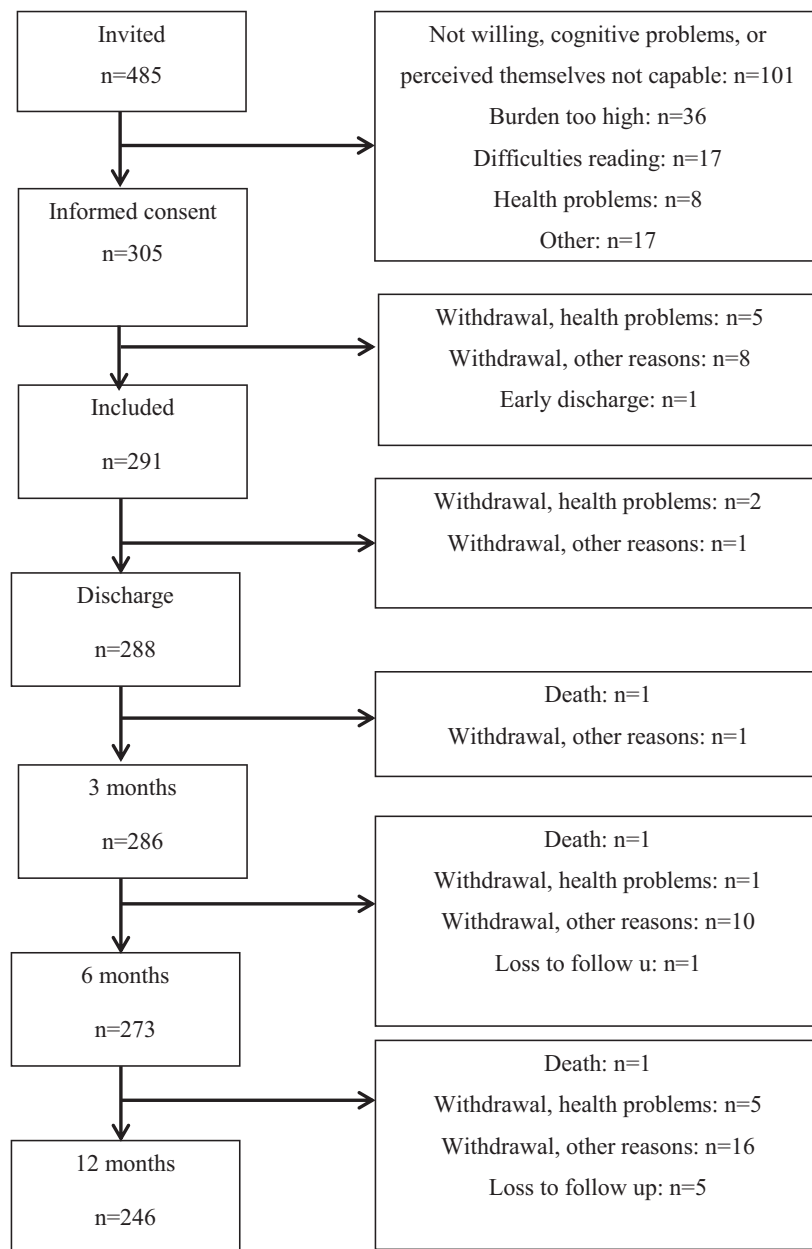 Invited
n=485
Not willing, cognitive problems, or
perceived themselves not capable: n=101
Burden too high: n=36
Difficulties reading: n=17
Health problems: n=8
Other: n=17
Informed consent
n=305
Withdrawal, health problems: n=5
Withdrawal, other reasons: n=8
Early discharge: n=1
Included
n=291
Withdrawal, health problems: n=2
Withdrawal, other reasons: n=1
Discharge
n=288
Death: n=1
Withdrawal, other reasons: n=1
3 months
n=286
Death: n=1
Withdrawal, health problems: n=1
Withdrawal, other reasons: n=10
Loss to follow u: n=1
6 months
n=273
Death: n=1
Withdrawal, health problems: n=5
Withdrawal, other reasons: n=16
Loss to follow up: n=5
12 months
n=246